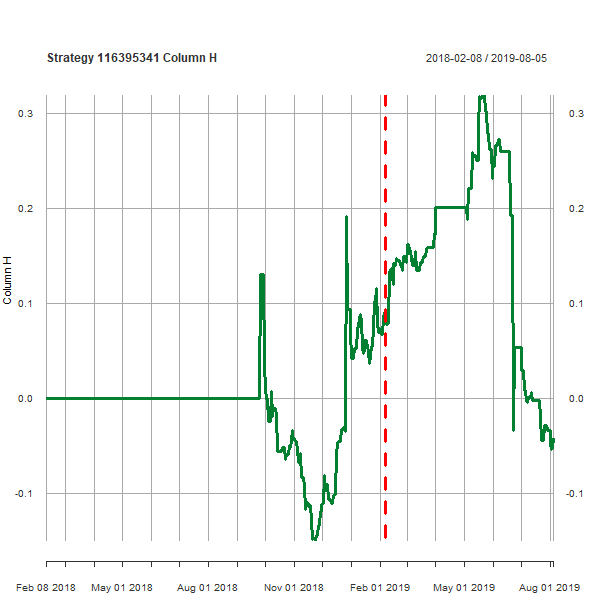 Strategy 116395341 Column H
2018-02-08 / 2019-08-05
0.3 0.3
0.2 0.2
0.1 0.1
0.0 0.0
-0.1 -0.1
Column H
Feb 08 2018 May 01 2018 Aug 01 2018 Nov 01 2018 Feb 01 2019 May 01 2019 Aug 01 2019